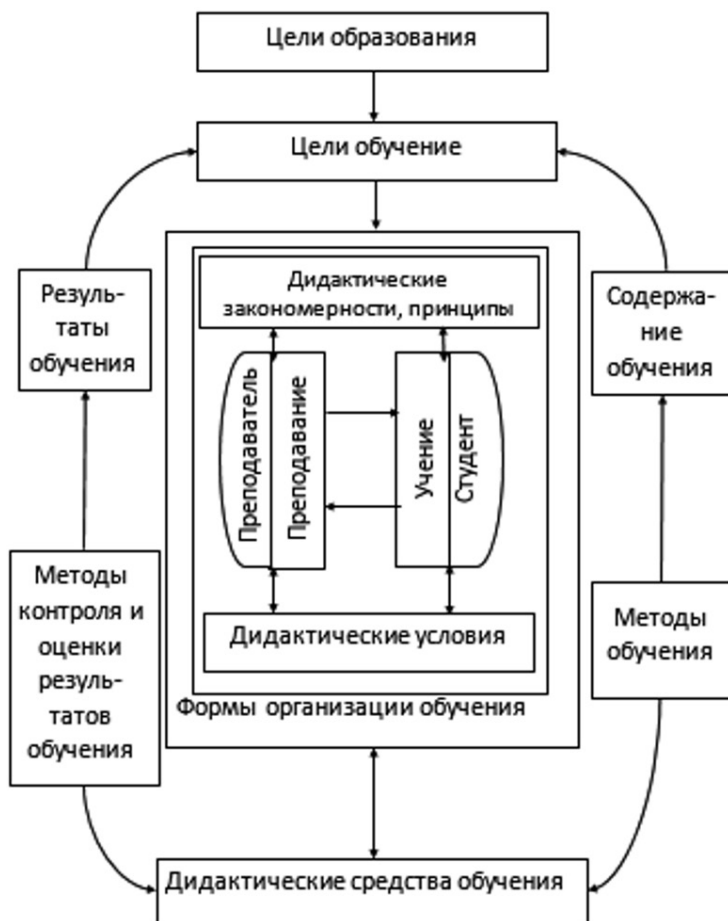 Цели образования
Цели обучение
Резуль-
таты
обучения
Дидактические
закономерности, принципы
Содержа-
ние
обучения
Преподаватель
Преподавание
Учение
Студент
Методы
контроля и
оценки
резуль-
татов
обучения
Дидактические условия
Методы
обучения
Формы организации обучения
Дидактические средства обучения